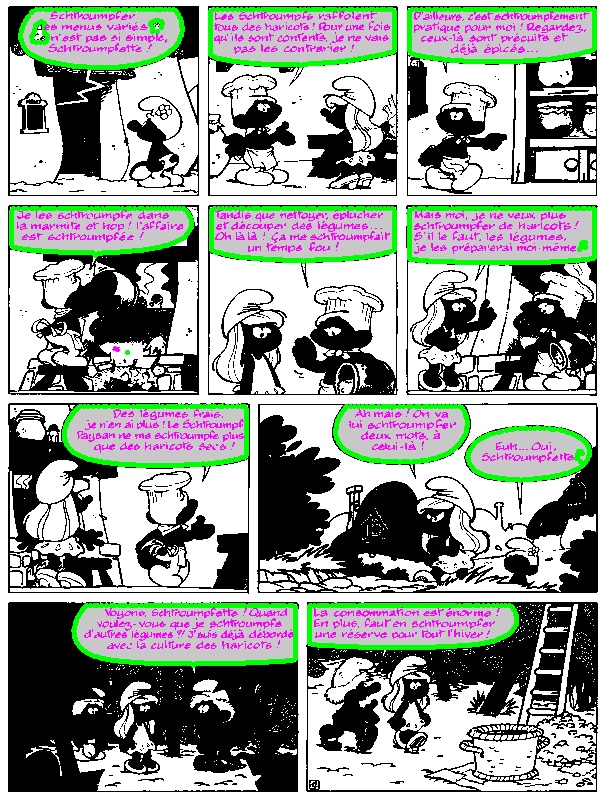 Schtroumpfer
des menus variés
n'est pas si simple,
Schtroumpfette !
Les Schtroumpfs raffolent
tous des haricots ! Pour une fois
qu'ils sont contents, je ne vais
pas les contrarier !
D'ailleurs, c'est schtroumpfement
pratique pour moi ! Regardez,
ceux-là sont précuits et
déjà épicés...
Je les schtroumpfe dans
la marmite et hop ! l'affaire
est schtroumpfée !
Tandis que nettoyer, éplucher
et découper des légumes...
Oh là là ! Ça me schtroumpfait
un temps fou !
Mais moi, je ne veux plus
schtroumpfer de haricots !
S'il le faut, les légumes,
je les préparerai moi-même
Des légumes frais,
je n'en ai plus ! Le Schtroumpf
Paysan ne me schtroumpfe plus
que des haricots secs !
Ah mais ! On va
lui schtroumpfer
deux mots, à
celui-là !
Euh... Oui,
Schtroumpfette
Voyons, Schtroumpfette ! Quand
voulez-vous que je schtroumpfe
d'autres légumes ?! J'suis déjà débordé
avec la culture des haricots !
La consommation est énorme !
En plus, faut en schtroumpfer
une réserve pour tout l'hiver !